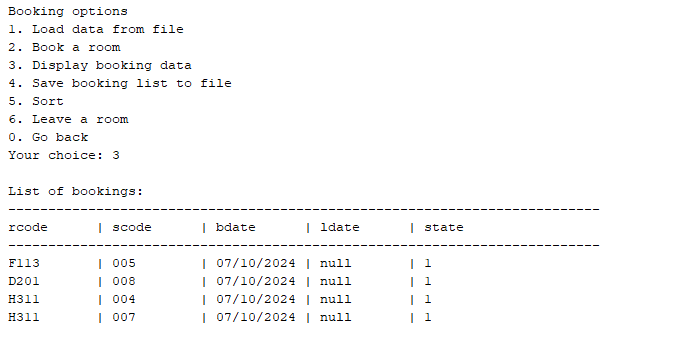 Booking options
1. Load data from file
2. Book a room
3. Display booking data
4. Save booking list to file
5. Sort
6. Leave a room
0. Go back
Your choice: 3
List of bookings:
--------------------------------------------------------------------------
rcode      | scode      | bdate      | ldate      | state
--------------------------------------------------------------------------
F113       | 005        | 07/10/2024 | null       | 1
D201       | 008        | 07/10/2024 | null       | 1
H311       | 004        | 07/10/2024 | null       | 1
H311       | 007        | 07/10/2024 | null       | 1